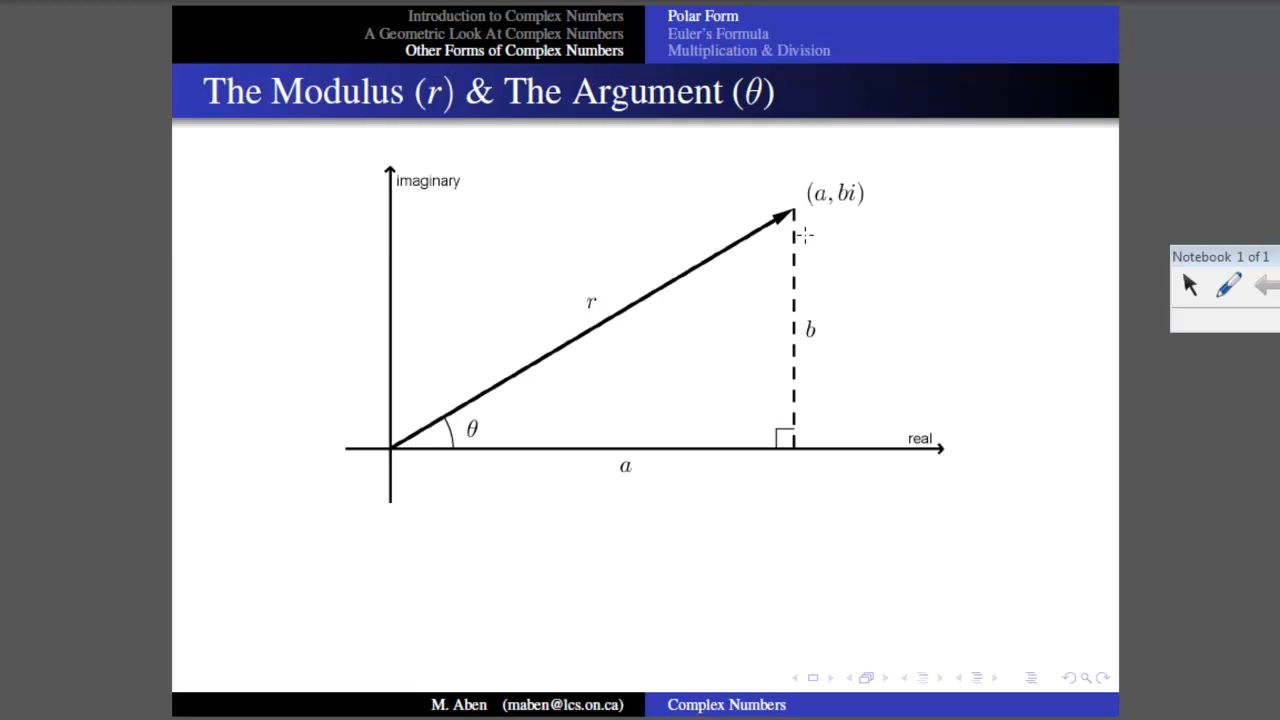 Introduction to Complex Numbers
A Geometric Look At Complex Numbers
Other Forms of Complex Numbers
Polar Form
Euler's Formula
Multiplication & Division
The Modulus (r) & The Argument (θ)
imaginary
(a, bi)
r
b
θ
real
a
Notebook 1 of 1
M. Aben (maben@lcs.on.ca)
Complex Numbers